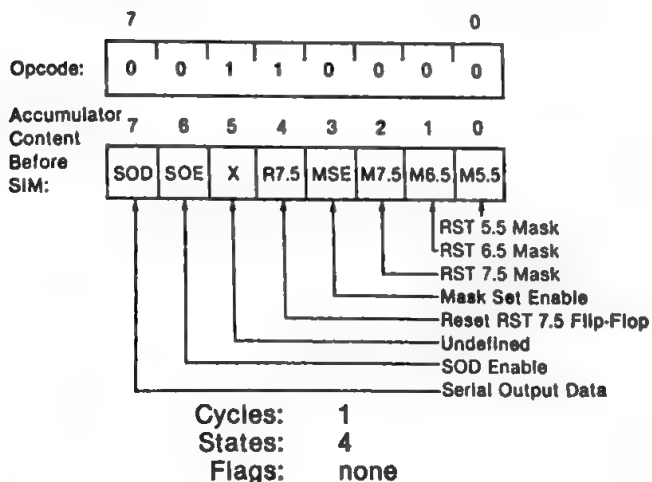 7 0
Opcode: 0 0 1 1 0 0 0 0
Accumulator
Content
Before
SIM:
7 6 5 4 3 2 1 0
SOD SOE X R7.5 MSE M7.5 M6.5 M5.5
RST 5.5 Mask
RST 6.5 Mask
RST 7.5 Mask
Mask Set Enable
Reset RST 7.5 Flip-Flop
Undefined
SOD Enable
Serial Output Data
Cycles: 1
States: 4
Flags: none